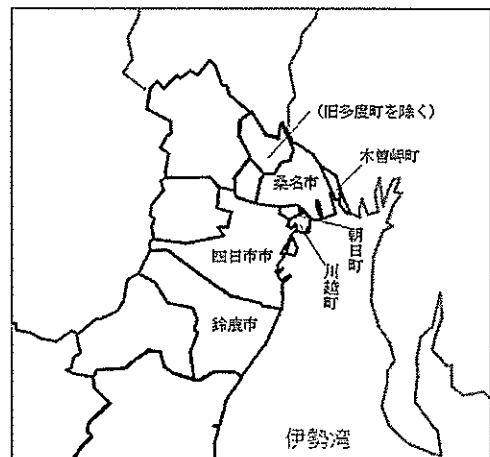 (旧多度町を除く)
木曽岬町
桑名市
朝日町
四日市市
川越町
鈴鹿市
伊勢湾